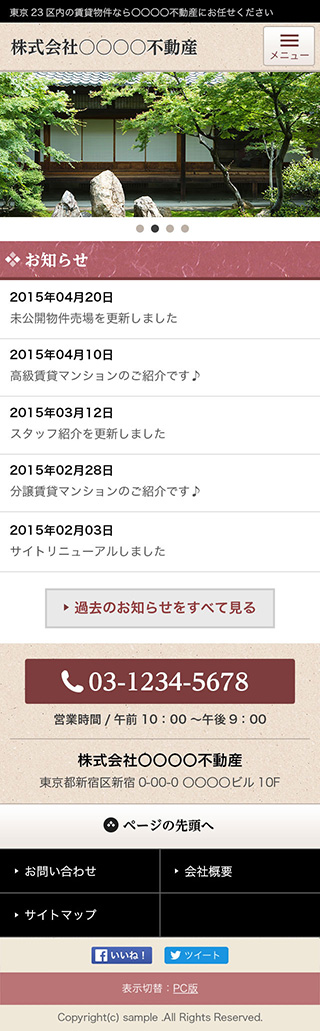 東京 23 区内の賃貸物件なら〇〇〇〇不動産にお任せください
株式会社〇〇〇〇不動産
メニュー
お知らせ
2015年04月20日
未公開物件売場を更新しました
2015年04月10日
高級賃貸マンションのご紹介です♪
2015年03月12日
スタッフ紹介を更新しました
2015年02月28日
分譲賃貸マンションのご紹介です♪
2015年02月03日
サイトリニューアルしました
過去のお知らせをすべて見る
03-1234-5678
営業時間 / 午前 10：00 〜午後 9：00
株式会社〇〇〇〇不動産
東京都新宿区新宿 0-00-0 〇〇〇〇ビル 10F
ページの先頭へ
お問い合わせ
会社概要
サイトマップ
いいね！
ツイート
表示切替：PC版
Copyright(c) sample .All Rights Reserved.